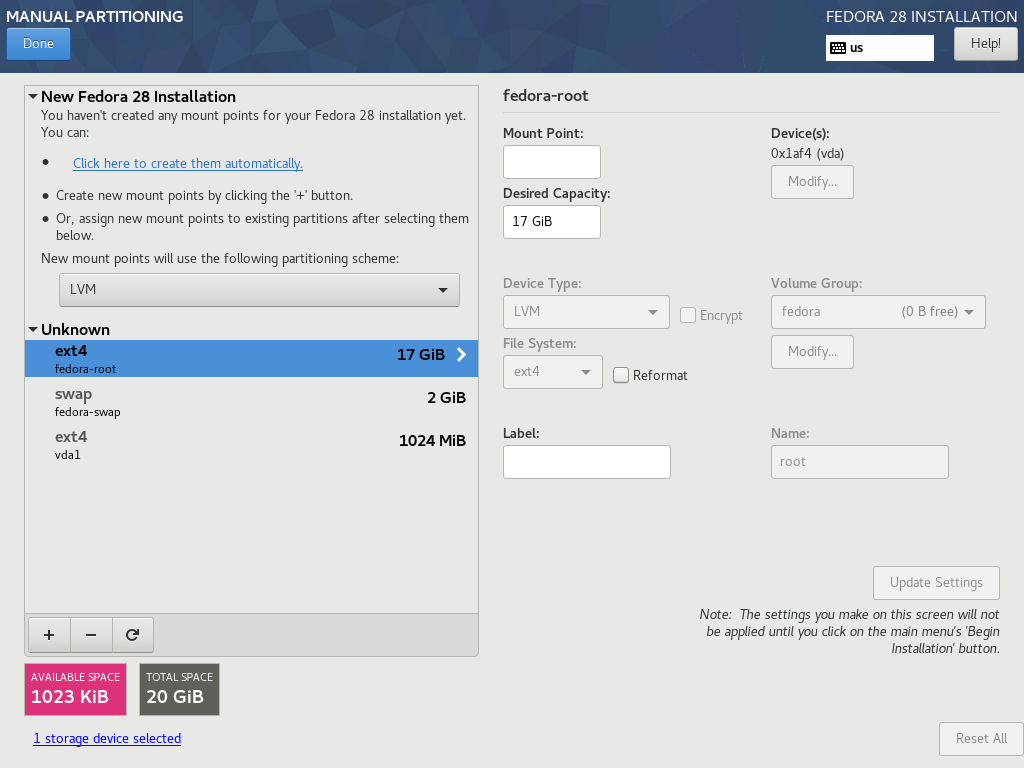 MANUAL PARTITIONING
FEDORA 28 INSTALLATION
Done
us
Help!
New Fedora 28 Installation
You haven't created any mount points for your Fedora 28 installation yet.
You can:
• Click here to create them automatically.
• Create new mount points by clicking the '+' button.
• Or, assign new mount points to existing partitions after selecting them
below.
New mount points will use the following partitioning scheme:
LVM
Unknown
ext4
17 GiB
fedora-root
swap
2 GiB
fedora-swap
ext4
1024 MiB
vda1
+ −
AVAILABLE SPACE
1023 KiB
TOTAL SPACE
20 GiB
1 storage device selected
fedora-root
Mount Point:
Device(s):
0x1af4 (vda)
Modify...
Desired Capacity:
17 GiB
Device Type:
Volume Group:
LVM
Encrypt
fedora (0 B free)
File System:
Modify...
ext4
Reformat
Label:
Name:
root
Update Settings
Note: The settings you make on this screen will not
be applied until you click on the main menu's 'Begin
Installation' button.
Reset All